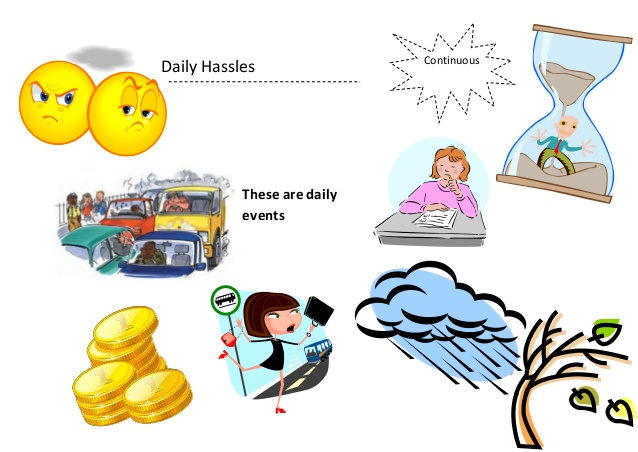 Daily Hassles
Continuous
These are daily
events